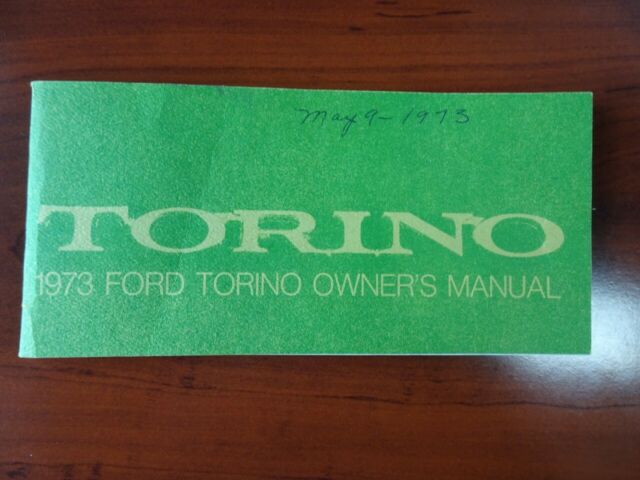 May 9-1973
TORINO
1973 FORD TORINO OWNER'S MANUAL